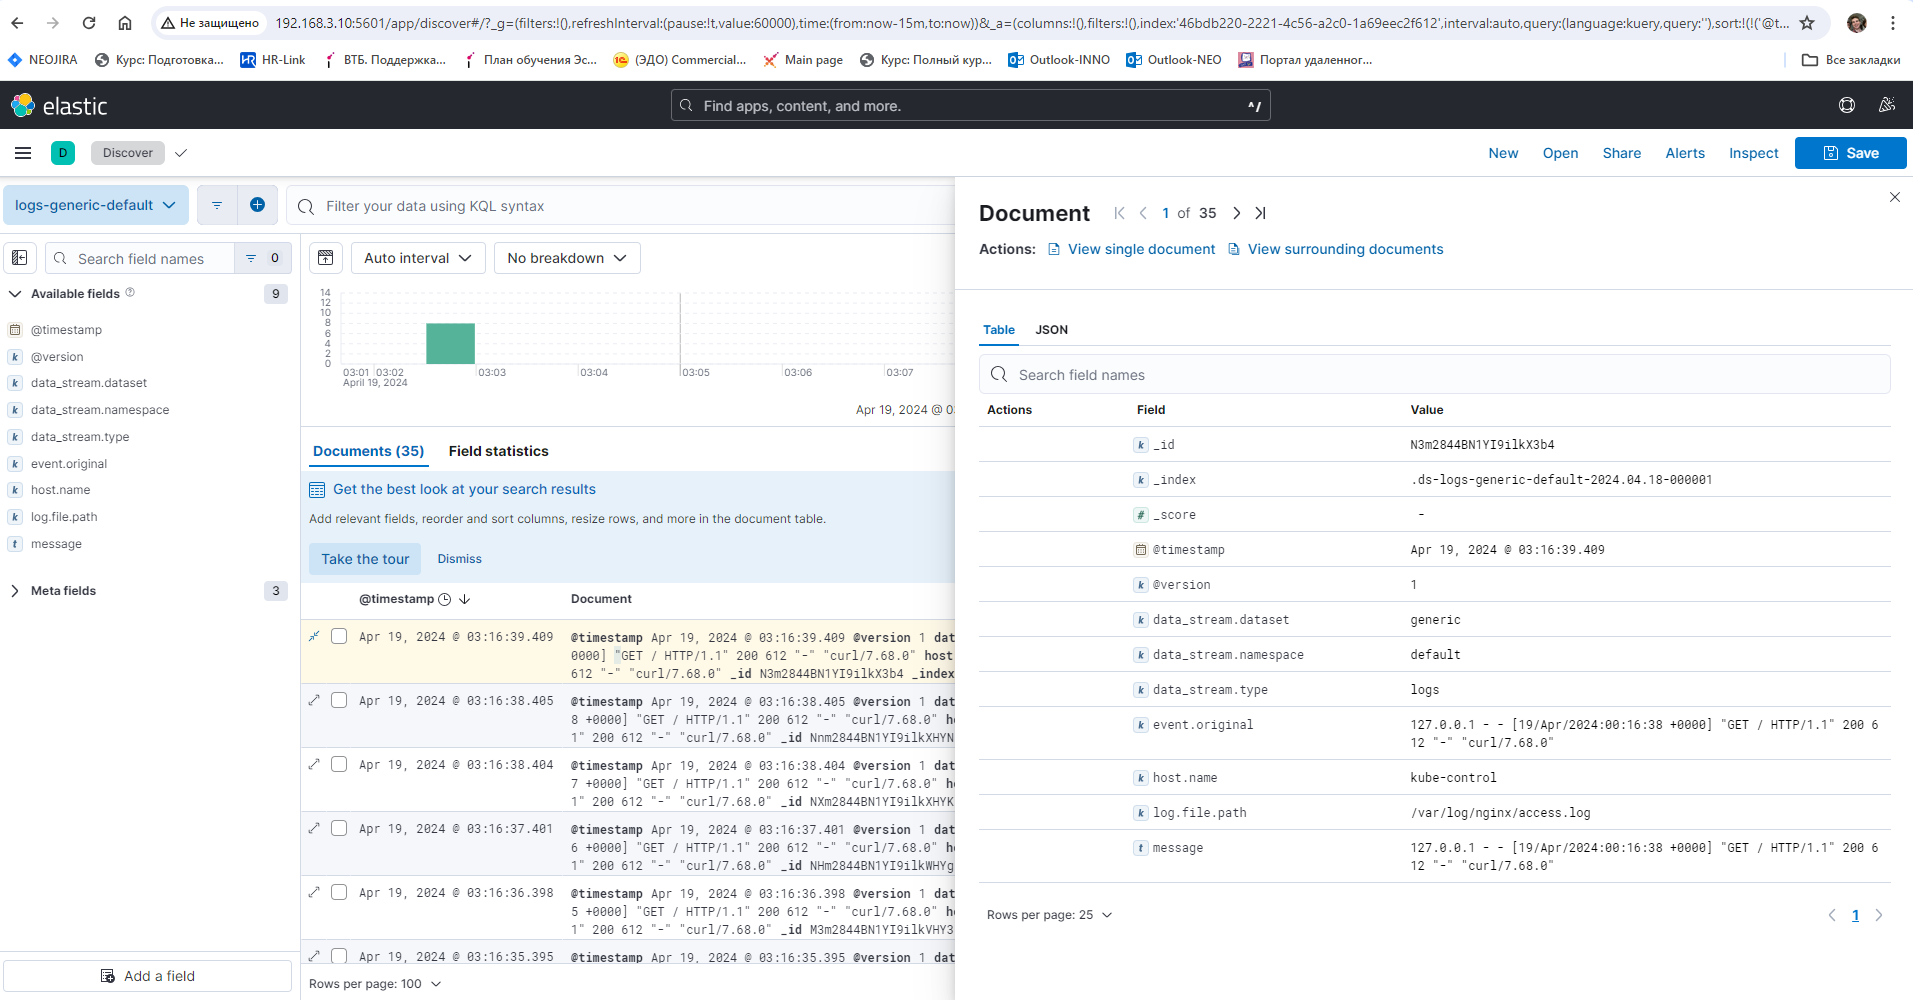 Не защищено
192.168.3.10:5601/app/discover#/?_g=(filters:!(),refreshInterval:(pause:!t,value:60000),time:(from:now-15m,to:now))&_a=(columns:!(),filters:!(),index:'46bdb220-2221-4c56-a2c0-1a69eec2f612',interval:auto,query:(language:kuery,query:''),sort:!(!('@t...
NEOJIRA
Курс: Подготовка...
HR-Link
ВТБ. Поддержка...
План обучения Эс...
(ЭДО) Commercial...
Main page
Курс: Полный кур...
Outlook-INNO
Outlook-NEO
Портал удаленног...
Все закладки
elastic
Find apps, content, and more.
^/
D
Discover
New
Open
Share
Alerts
Inspect
Save
logs-generic-default
Filter your data using KQL syntax
Search field names
0
Available fields
9
@timestamp
@version
data_stream.dataset
data_stream.namespace
data_stream.type
event.original
host.name
log.file.path
message
Meta fields
3
Add a field
Auto interval
No breakdown
14
12
10
8
6
4
2
0
03:01 03:02 03:03 03:04 03:05 03:06 03:07
April 19, 2024
Apr 19, 2024 @ 03
Documents (35)
Field statistics
Get the best look at your search results
Add relevant fields, reorder and sort columns, resize rows, and more in the document table.
Take the tour
Dismiss
@timestamp
Document
Apr 19, 2024 @ 03:16:39.409
@timestamp Apr 19, 2024 @ 03:16:39.409 @version 1 dat
0000] "GET / HTTP/1.1" 200 612 "-" "curl/7.68.0" host
612 "-" "curl/7.68.0" _id N3m2844BN1YI9ilkX3b4 _index
Apr 19, 2024 @ 03:16:38.405
@timestamp Apr 19, 2024 @ 03:16:38.405 @version 1 dat
8 +0000] "GET / HTTP/1.1" 200 612 "-" "curl/7.68.0" ho
1" 200 612 "-" "curl/7.68.0" _id Nnm2844BN1YI9ilkXHYN
Apr 19, 2024 @ 03:16:38.404
@timestamp Apr 19, 2024 @ 03:16:38.404 @version 1 dat
7 +0000] "GET / HTTP/1.1" 200 612 "-" "curl/7.68.0" ho
1" 200 612 "-" "curl/7.68.0" _id NXm2844BN1YI9ilkXHYK
Apr 19, 2024 @ 03:16:37.401
@timestamp Apr 19, 2024 @ 03:16:37.401 @version 1 dat
6 +0000] "GET / HTTP/1.1" 200 612 "-" "curl/7.68.0" ho
1" 200 612 "-" "curl/7.68.0" _id NHm2844BN1YI9ilkWHYg
Apr 19, 2024 @ 03:16:36.398
@timestamp Apr 19, 2024 @ 03:16:36.398 @version 1 dat
5 +0000] "GET / HTTP/1.1" 200 612 "-" "curl/7.68.0" ho
1" 200 612 "-" "curl/7.68.0" _id M3m2844BN1YI9ilkVHY3
Apr 19, 2024 @ 03:16:35.395
@timestamp Apr 19, 2024 @ 03:16:35.395 @version 1 dat
Rows per page: 100
Document
1 of 35
Actions:
View single document
View surrounding documents
Table
JSON
Search field names
Actions Field Value
k _id N3m2844BN1YI9ilkX3b4
k _index .ds-logs-generic-default-2024.04.18-000001
# _score -
@timestamp Apr 19, 2024 @ 03:16:39.409
k @version 1
k data_stream.dataset generic
k data_stream.namespace default
k data_stream.type logs
k event.original 127.0.0.1 - - [19/Apr/2024:00:16:38 +0000] "GET / HTTP/1.1" 200 6
12 "-" "curl/7.68.0"
k host.name kube-control
k log.file.path /var/log/nginx/access.log
t message 127.0.0.1 - - [19/Apr/2024:00:16:38 +0000] "GET / HTTP/1.1" 200 6
12 "-" "curl/7.68.0"
Rows per page: 25
1